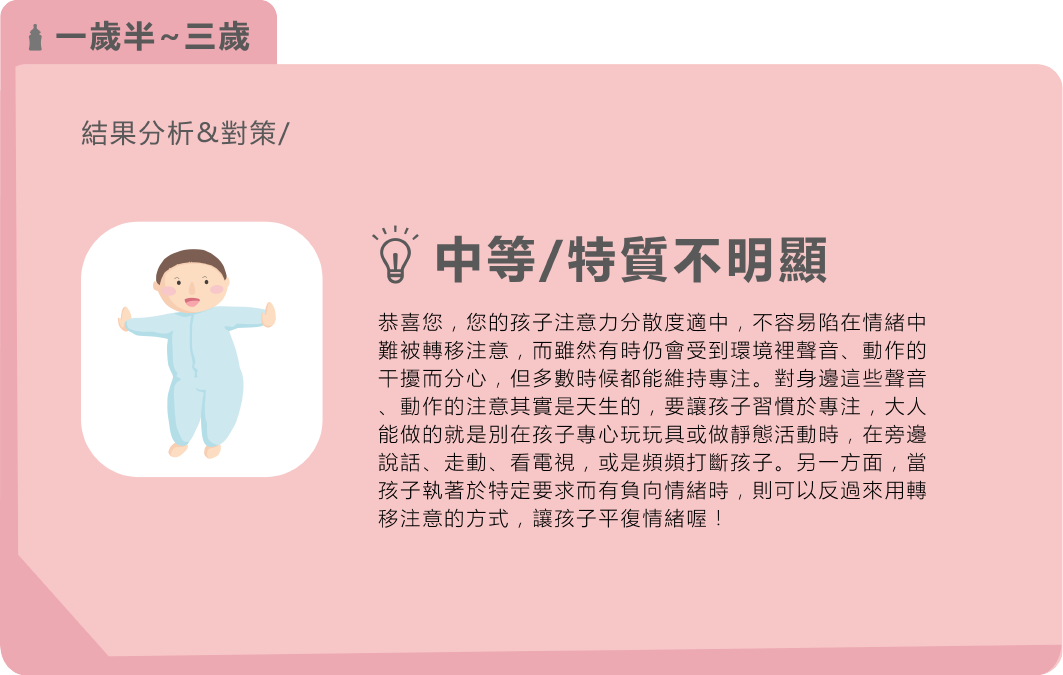 一歲半~三歲
結果分析&對策/
中等/特質不明顯
恭喜您，您的孩子注意力分散度適中，不容易陷在情緒中
難被轉移注意，而雖然有時仍會受到環境裡聲音、動作的
干擾而分心，但多數時候都能維持專注。對身邊這些聲音
、動作的注意其實是天生的，要讓孩子習慣於專注，大人
能做的就是別在孩子專心玩玩具或做靜態活動時，在旁邊
說話、走動、看電視，或是頻頻打斷孩子。另一方面，當
孩子執著於特定要求而有負向情緒時，則可以反過來用轉
移注意的方式，讓孩子平復情緒喔！